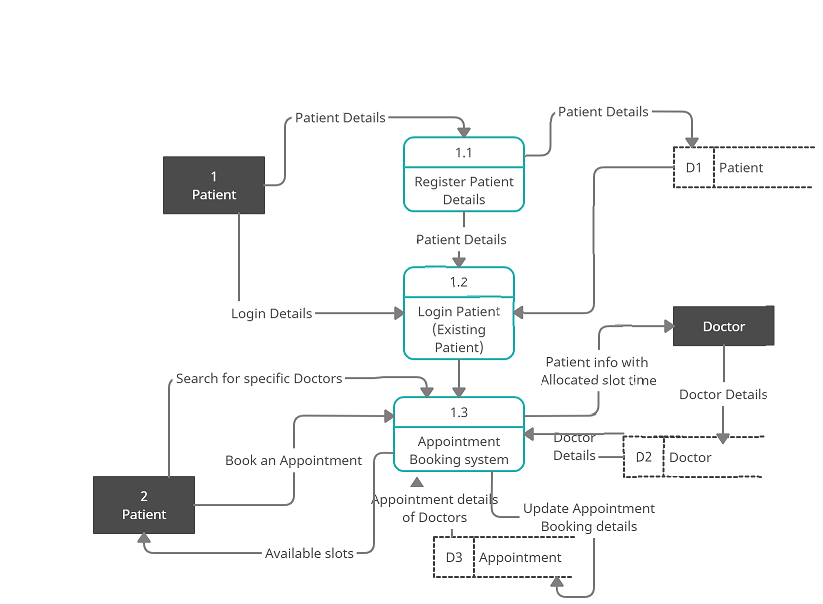 Patient Details
Patient Details
1
Patient
1.1
Register Patient
Details
D1
Patient
Patient Details
1.2
Login Patient
(Existing
Patient)
Login Details
Doctor
Patient info with
Allocated slot time
Doctor Details
Search for specific Doctors
1.3
Appointment
Booking system
Book an Appointment
Doctor
Details
D2
Doctor
2
Patient
Appointment details
of Doctors
Update Appointment
Booking details
Available slots
D3
Appointment